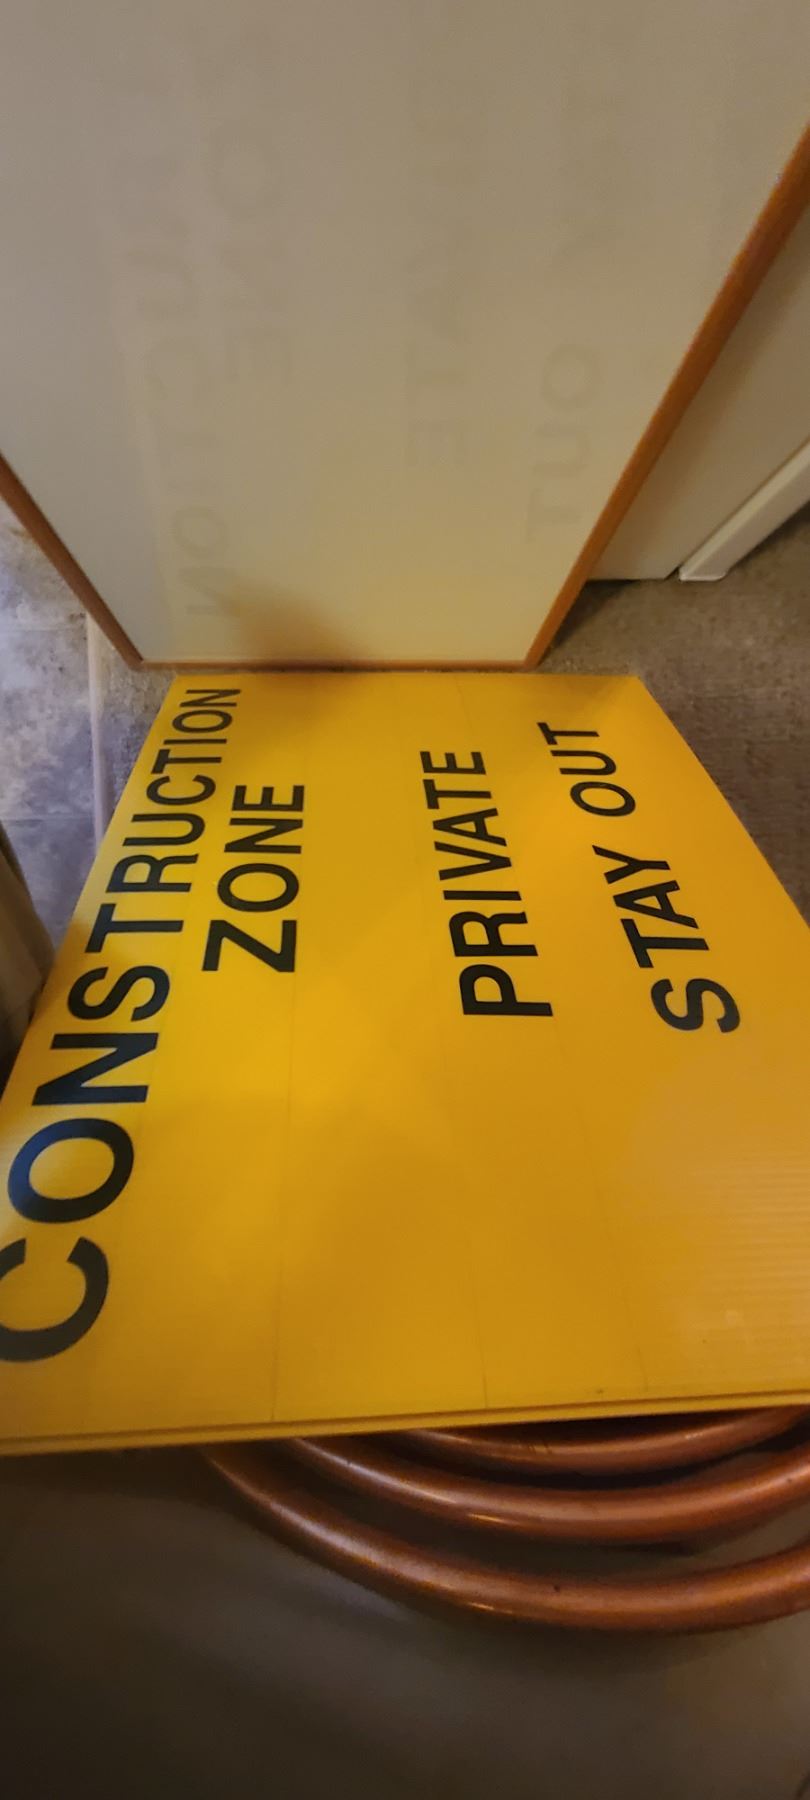 CONSTRUCTION
ZONE
PRIVATE
STAY OUT